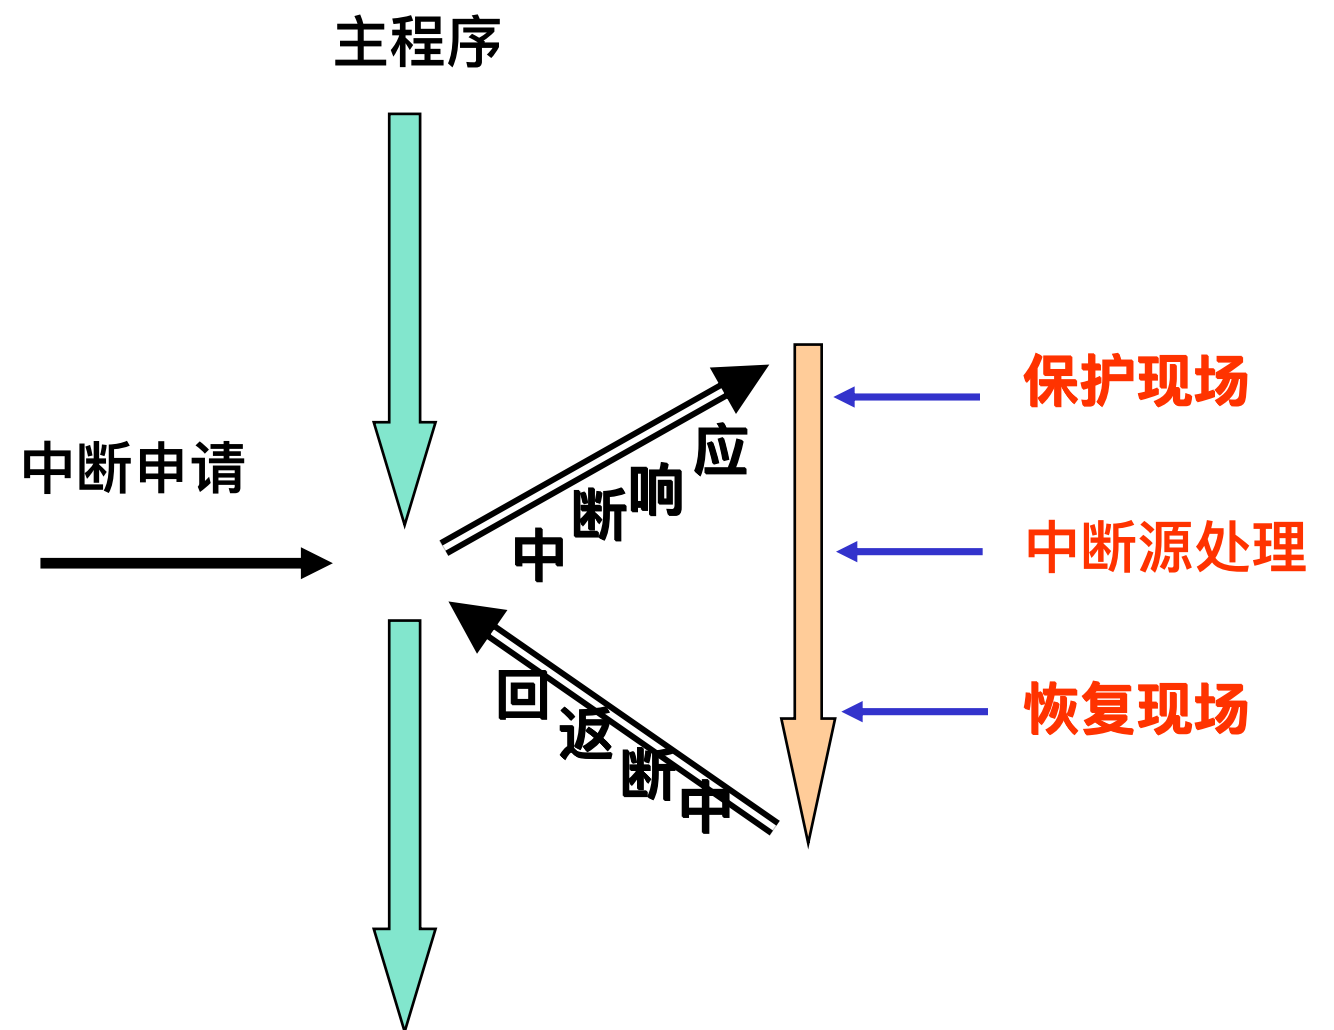 主程序
保护现场
中断申请
中断响应
中断源处理
回返断中
恢复现场